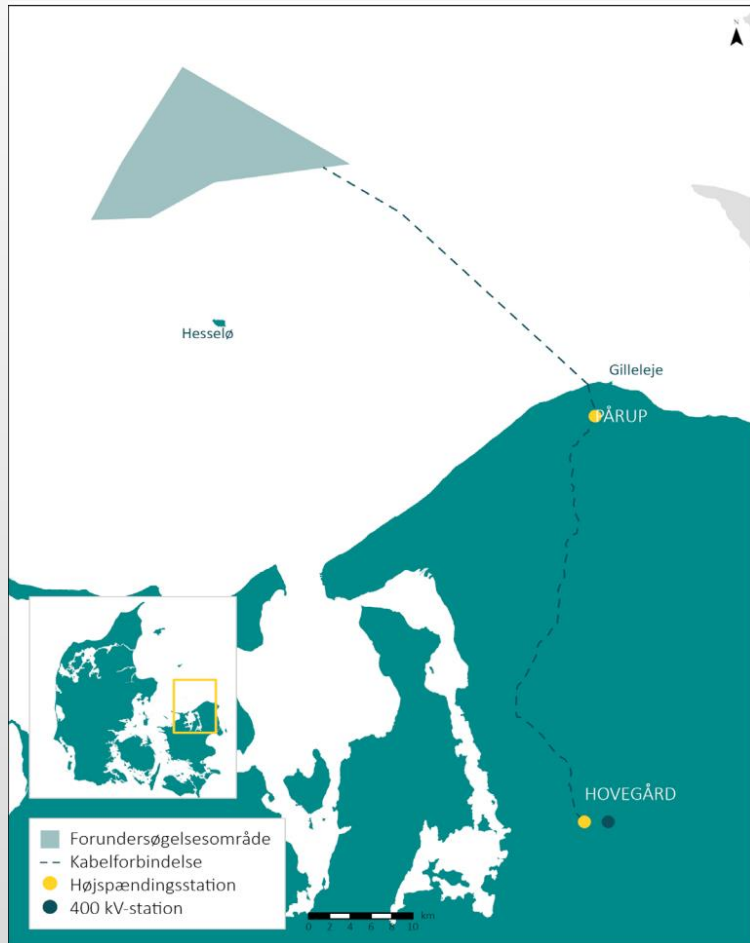 N
Hesselø
Gilleleje
PÅRUP
HOVEGÅRD
Forundersøgelsesområde
Kabelforbindelse
Højspændingsstation
400 kV-station
0 2 4 6 8 10 km